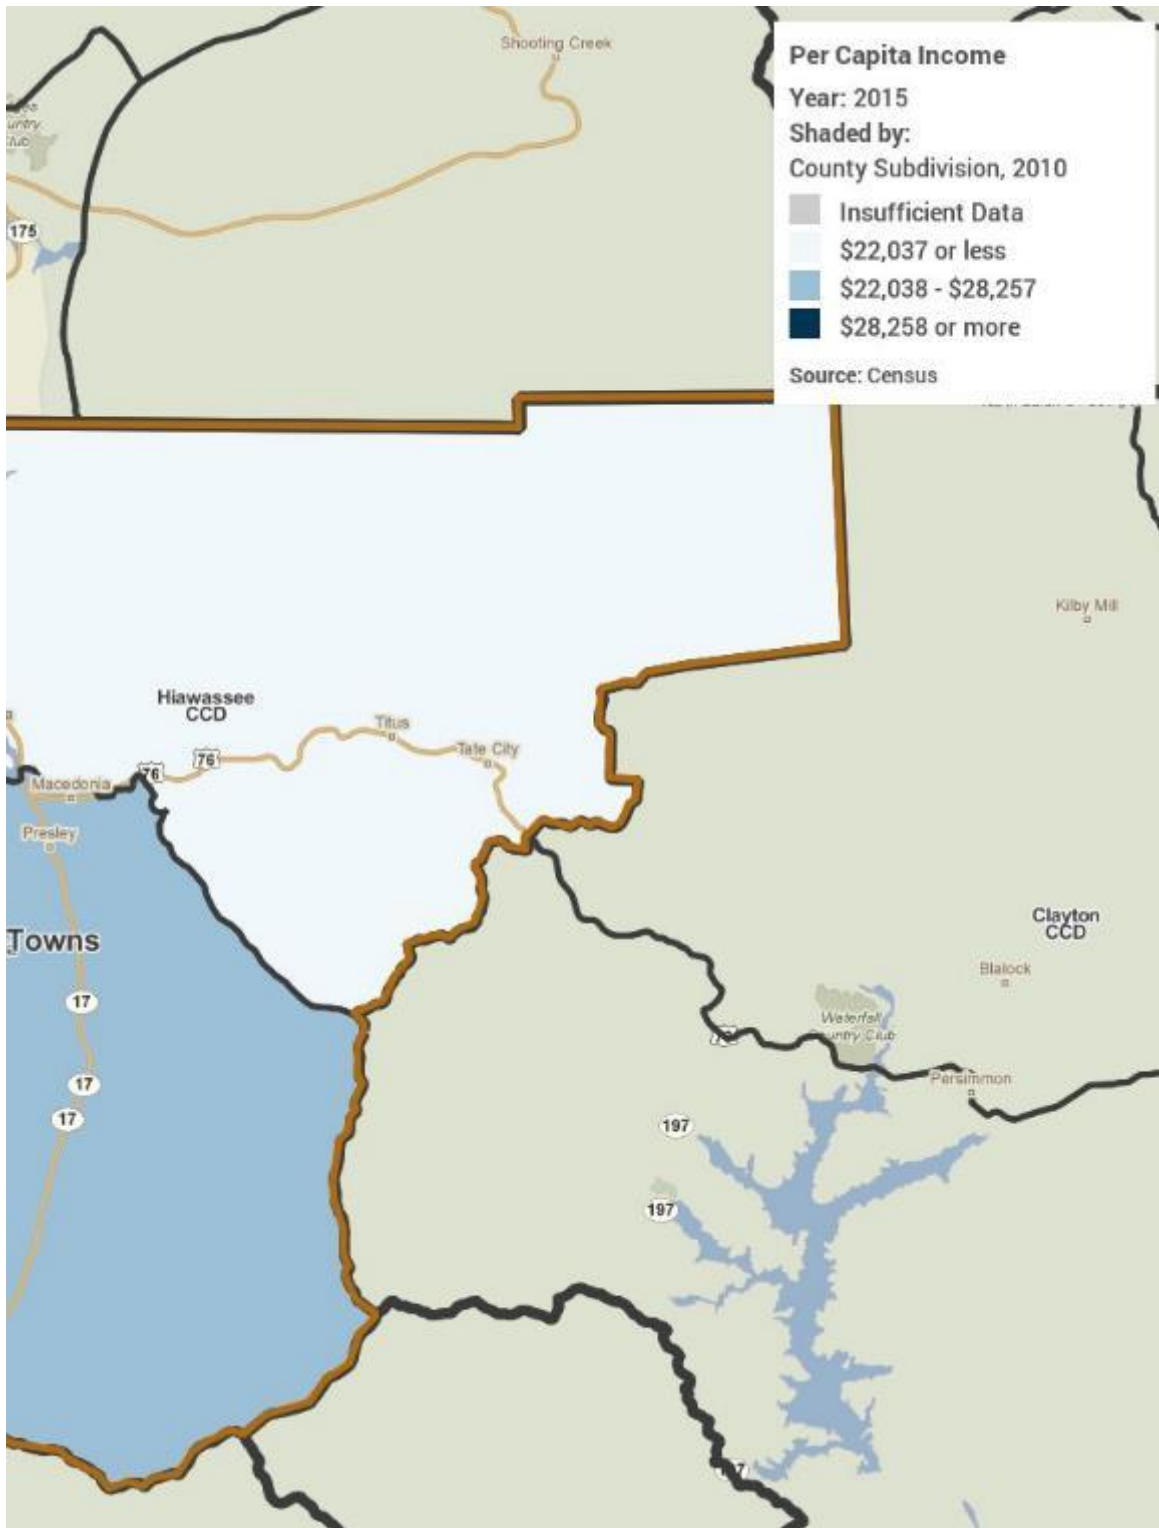 Shooting Creek
Per Capita Income
Year: 2015
Shaded by:
County Subdivision, 2010
Insufficient Data
$22,037 or less
$22,038 - $28,257
$28,258 or more
Source: Census
175
Kilby Mill
Hiawassee
CCD
Titus
76
Tate City
76
Macedonia
Presley
Clayton
CCD
Towns
Blalock
17
Waterfall
Country Club
Persimmon
17
17
197
197